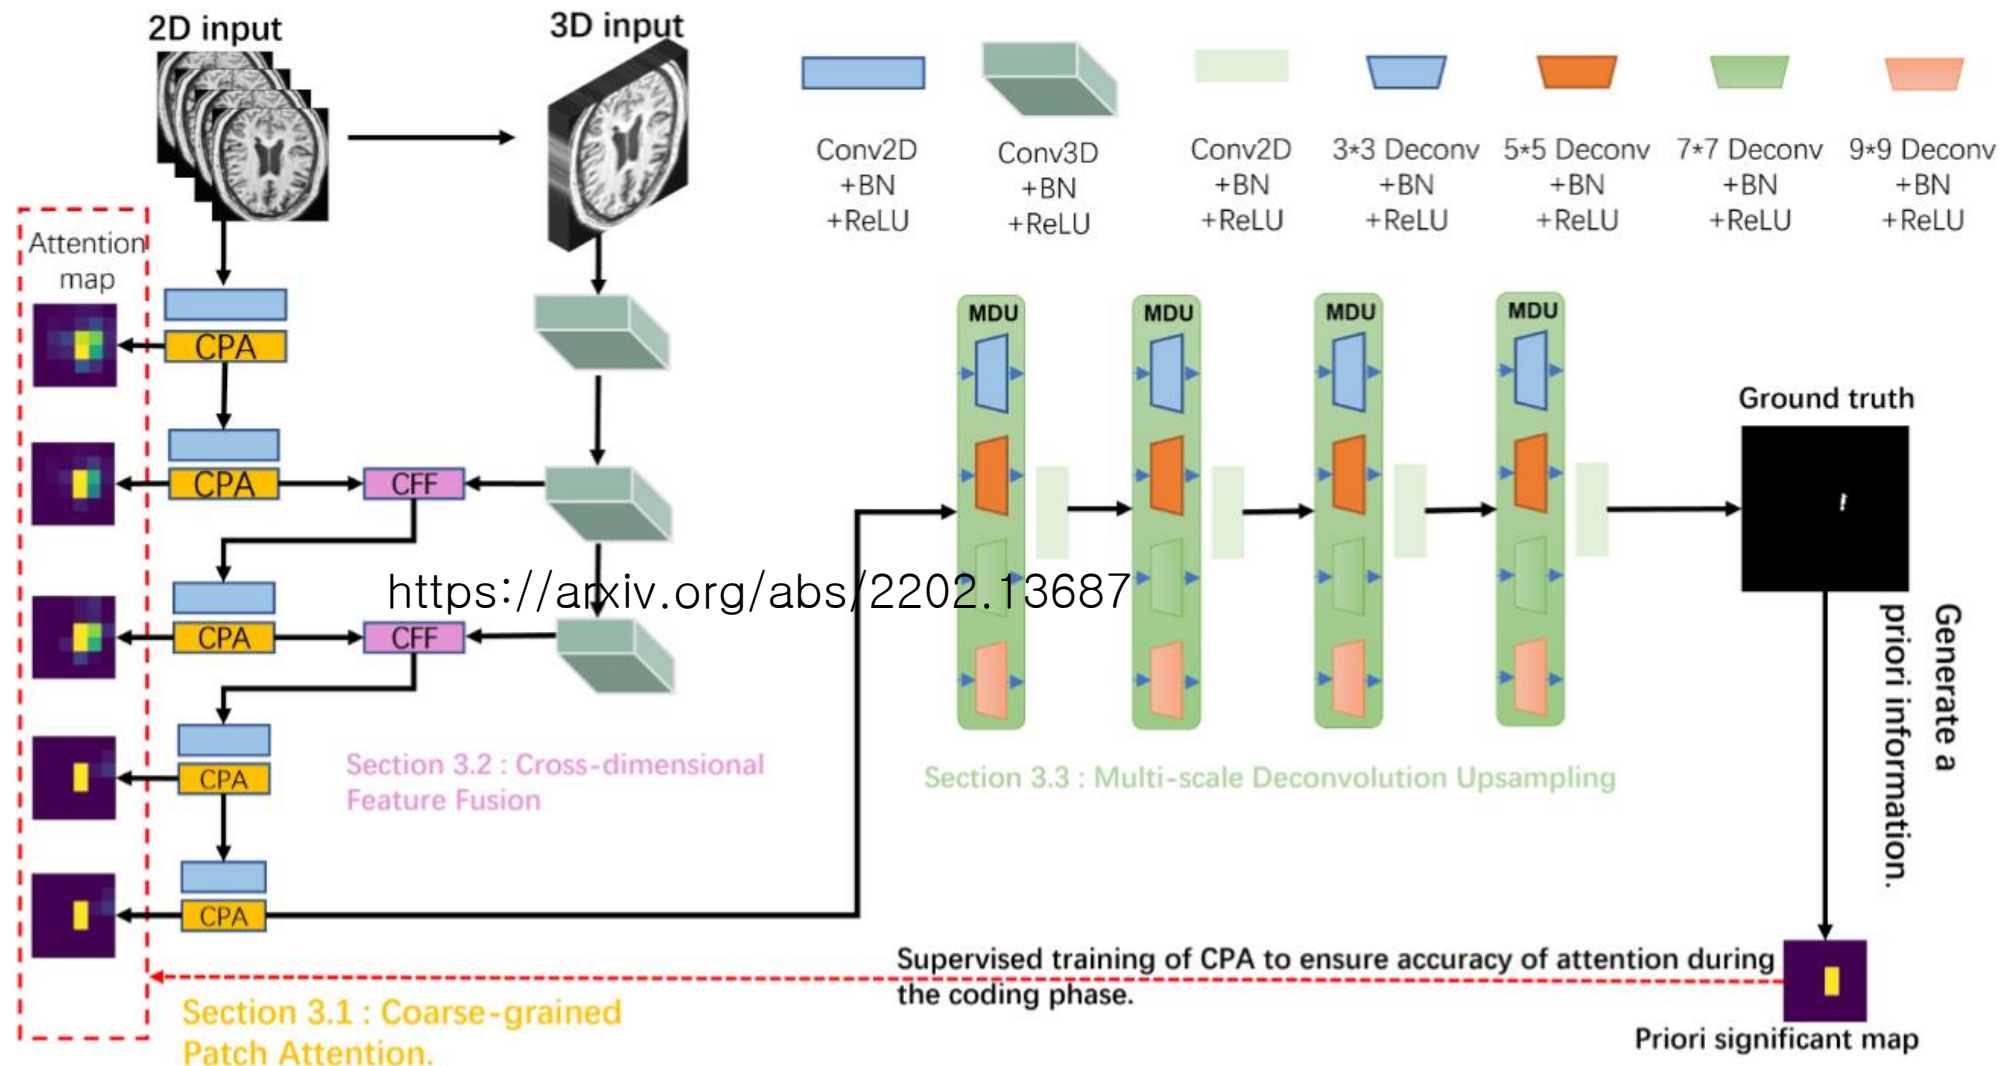 2D input
3D input
Conv2D
+BN
+ReLU
Conv3D
+BN
+ReLU
Conv2D
+BN
+ReLU
3*3 Deconv
+BN
+ReLU
5*5 Deconv
+BN
+ReLU
7*7 Deconv
+BN
+ReLU
9*9 Deconv
+BN
+ReLU
Attention
map
CPA
CPA
CFF
CPA
CFF
CPA
CPA
https://arxiv.org/abs/2202.13687
MDU
MDU
MDU
MDU
Ground truth
Generate a
priori information.
Section 3.2 : Cross-dimensional
Feature Fusion
Section 3.3 : Multi-scale Deconvolution Upsampling
Supervised training of CPA to ensure accuracy of attention during
the coding phase.
Section 3.1 : Coarse-grained
Patch Attention.
Priori significant map